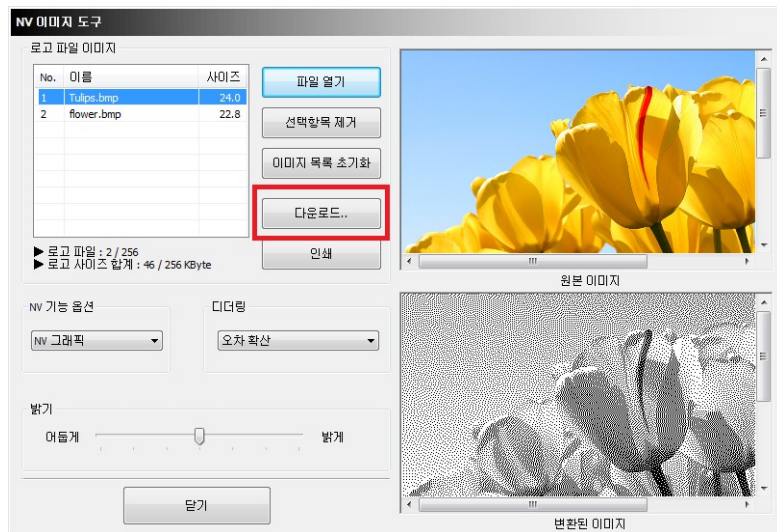 NV 이미지 도구
로고 파일 이미지
No. 이름 사이즈
1 Tulips.bmp 24.0
2 flower.bmp 22.8
파일 열기
선택항목 제거
이미지 목록 초기화
다운로드..
인쇄
▶ 로고 파일 : 2 / 256
▶ 로고 사이즈 합계 : 46 / 256 KByte
원본 이미지
NV 기능 옵션
NV 그래픽
디더링
오차 확산
밝기
어둡게 밝게
닫기
변환된 이미지